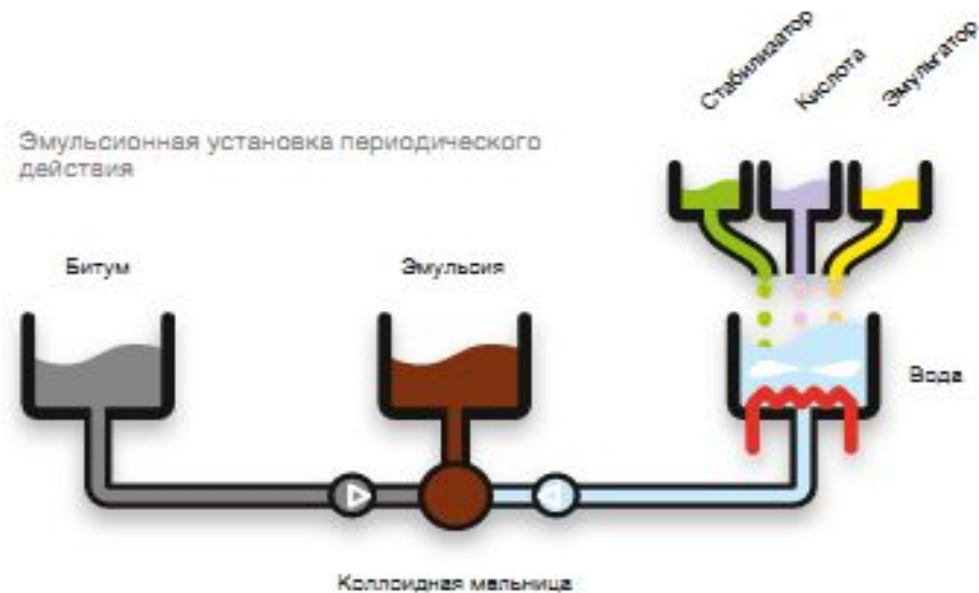 Стабилизатор
Кислота
Эмульгатор
Эмульсионная установка периодического
действия
Битум
Эмульсия
Вода
Коллоидная мельница